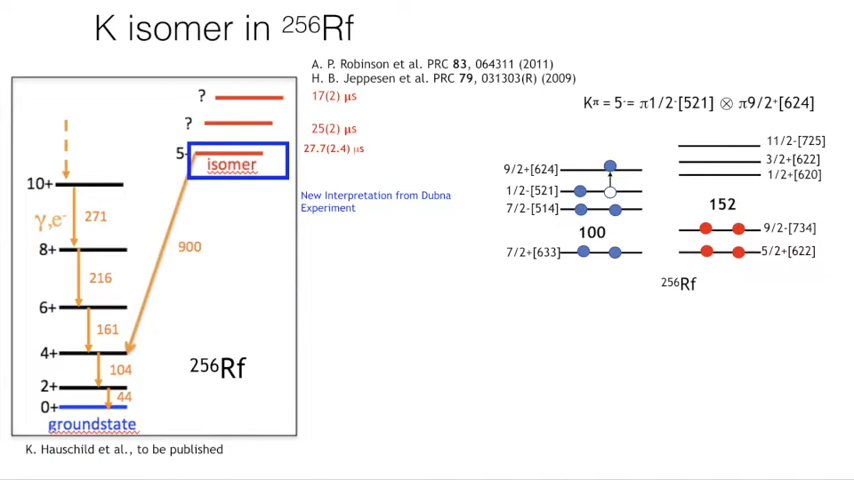 K isomer in ²⁵⁶Rf
A. P. Robinson et al. PRC 83, 064311 (2011)
H. B. Jeppesen et al. PRC 79, 031303(R) (2009)
?
17(2) μs
?
25(2) μs
5-
27.7(2.4) μs
isomer
New Interpretation from Dubna
Experiment
10+
γ,e⁻
271
8+
900
216
6+
161
4+
104
²⁵⁶Rf
2+
44
0+
groundstate
K. Hauschild et al., to be published
Kπ = 5⁻= π1/2⁻[521] ⊗ π9/2⁺[624]
9/2+[624]
1/2-[521]
7/2-[514]
100
7/2+[633]
11/2-[725]
3/2+[622]
1/2+[620]
152
9/2-[734]
5/2+[622]
²⁵⁶Rf